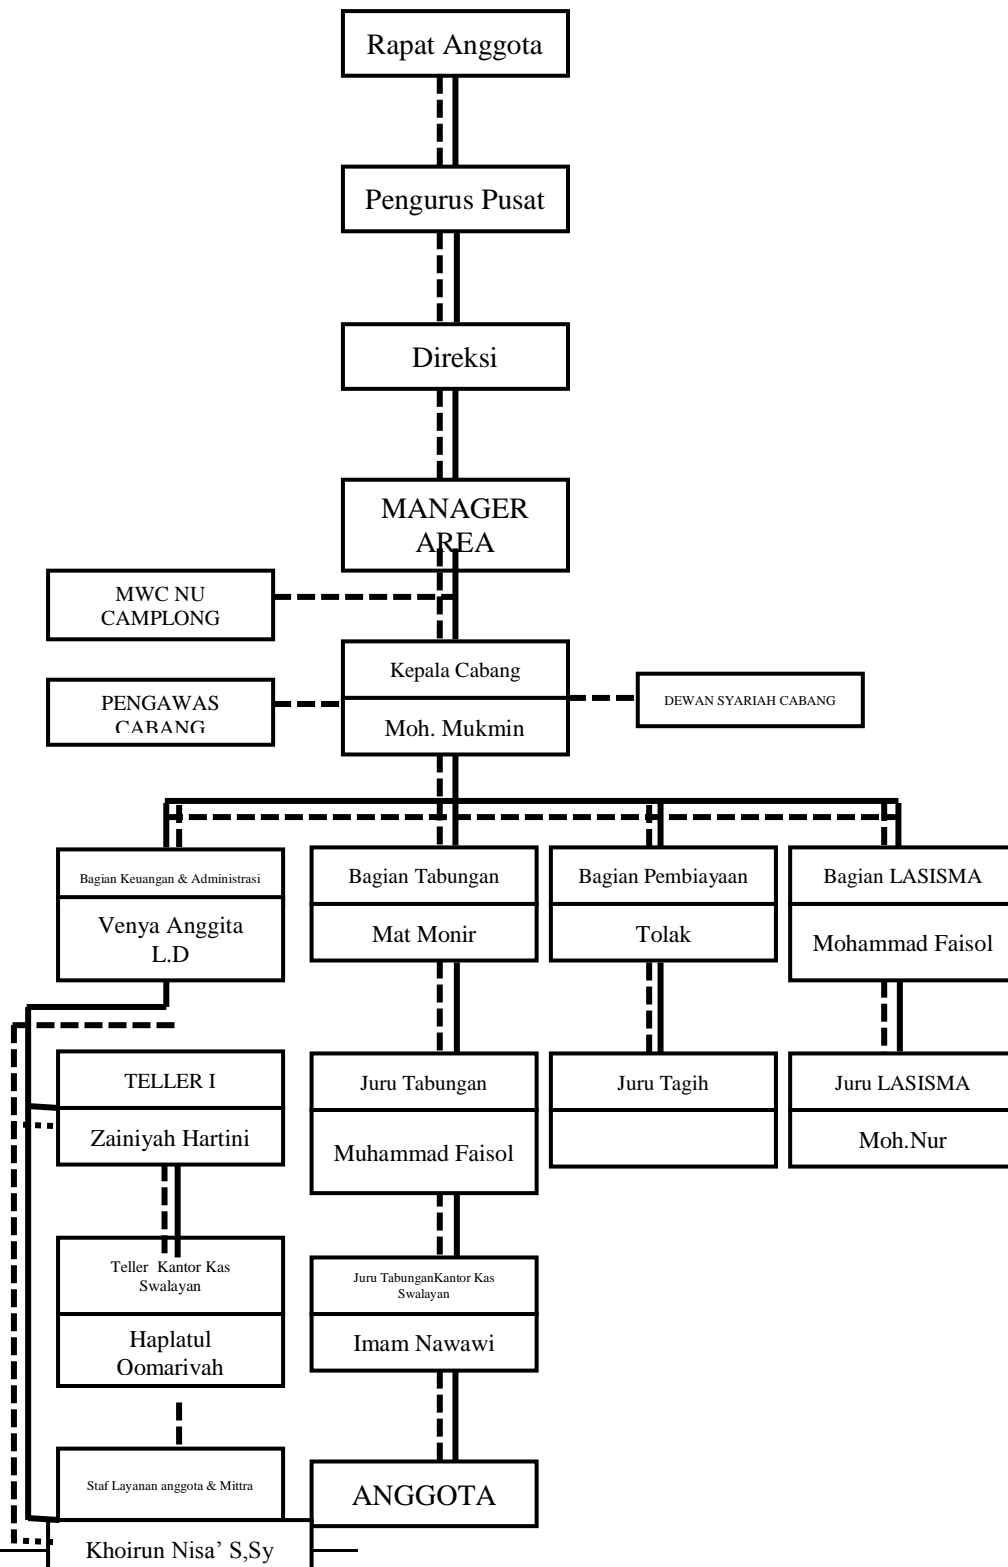 Rapat Anggota
Pengurus Pusat
Direksi
MANAGER
AREA
MWC NU
CAMPLONG
Kepala Cabang
Moh. Mukmin
PENGAWAS
CABANG
DEWAN SYARIAH CABANG
Bagian Keuangan & Administrasi
Venya Anggita
L.D
Bagian Tabungan
Mat Monir
Bagian Pembiayaan
Tolak
Bagian LASISMA
Mohammad Faisol
TELLER I
Zainiyah Hartini
Juru Tabungan
Muhammad Faisol
Juru Tagih
Juru LASISMA
Moh.Nur
Teller Kantor Kas
Swalayan
Haplatul
Qomariyah
Juru TabunganKantor Kas
Swalayan
Imam Nawawi
Staf Layanan anggota & Mittra
Khoirun Nisa’ S,Sy
ANGGOTA